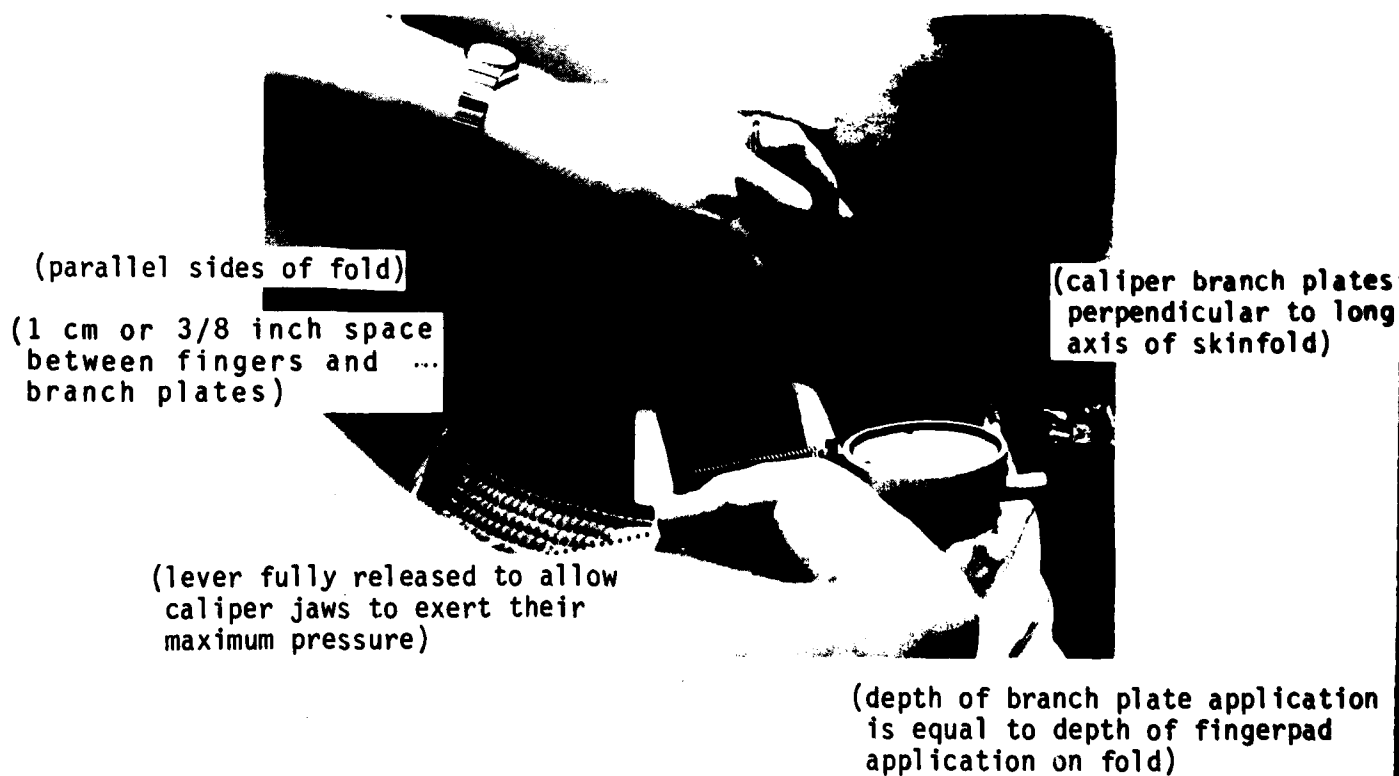 (parallel sides of fold)
(1 cm or 3/8 inch space
between fingers and ...
branch plates)
(caliper branch plates
perpendicular to long
axis of skinfold)
(lever fully released to allow
caliper jaws to exert their
maximum pressure)
(depth of branch plate application
is equal to depth of fingerpad
application on fold)